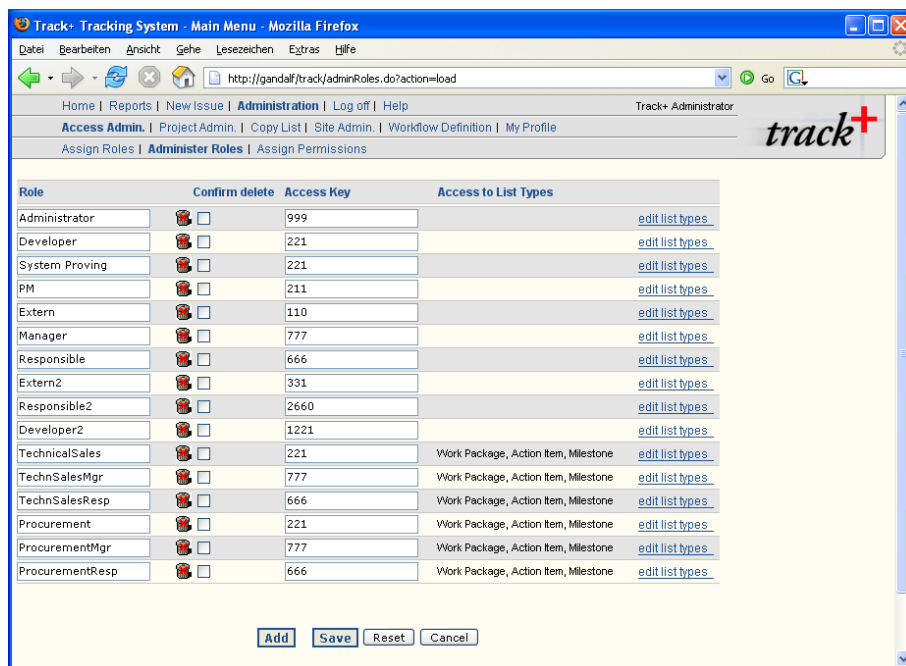 Track+ Tracking System - Main Menu - Mozilla Firefox
Datei Bearbeiten Ansicht Gehe Lesezeichen Extras Hilfe
http://gandalf/track/adminRoles.do?action=load Go G
Home | Reports | New Issue | Administration | Log off | Help Track+ Administrator
Access Admin. | Project Admin. | Copy List | Site Admin. | Workflow Definition | My Profile
track+
Assign Roles | Administer Roles | Assign Permissions
Role Confirm delete Access Key Access to List Types
Administrator 999 edit list types
Developer 221 edit list types
System Proving 221 edit list types
PM 211 edit list types
Extern 110 edit list types
Manager 777 edit list types
Responsible 666 edit list types
Extern2 331 edit list types
Responsible2 2660 edit list types
Developer2 1221 edit list types
TechnicalSales 221 Work Package, Action Item, Milestone edit list types
TechnSalesMgr 777 Work Package, Action Item, Milestone edit list types
TechnSalesResp 666 Work Package, Action Item, Milestone edit list types
Procurement 221 Work Package, Action Item, Milestone edit list types
ProcurementMgr 777 Work Package, Action Item, Milestone edit list types
ProcurementResp 666 Work Package, Action Item, Milestone edit list types
Add Save Reset Cancel